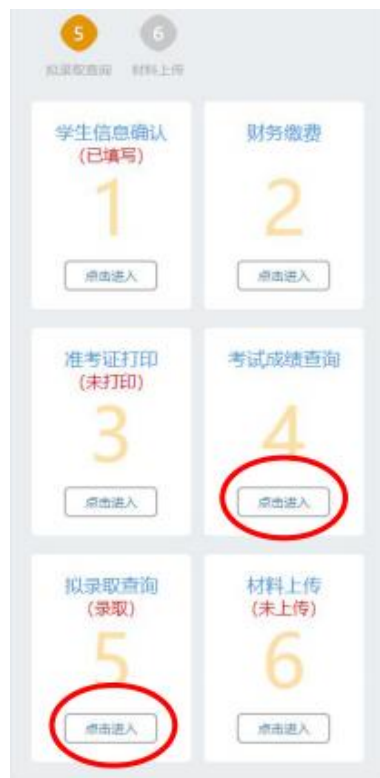 5 6
拟录取查询 材料上传
学生信息确认
(已填写)
1
点击进入
财务缴费
2
点击进入
准考证打印
(未打印)
3
点击进入
考试成绩查询
4
点击进入
拟录取查询
(录取)
5
点击进入
材料上传
(未上传)
6
点击进入